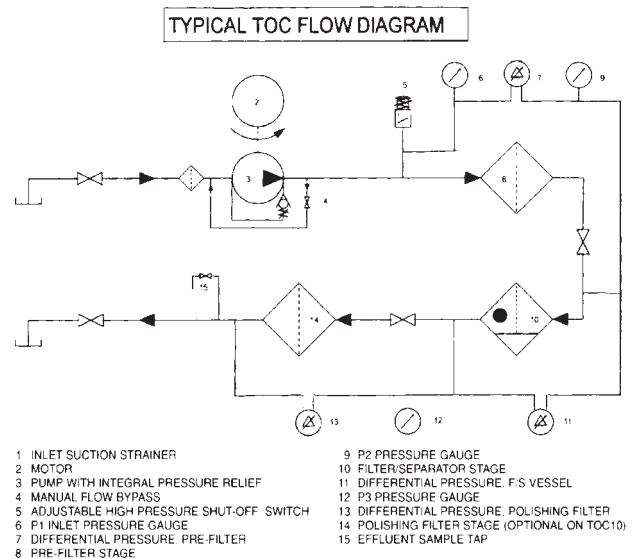 TYPICAL TOC FLOW DIAGRAM
5
6
7
9
2
3
4
8
15
14
10
13
12
11
1 INLET SUCTION STRAINER
2 MOTOR
3 PUMP WITH INTEGRAL PRESSURE RELIEF
4 MANUAL FLOW BYPASS
5 ADJUSTABLE HIGH PRESSURE SHUT-OFF SWITCH
6 P1 INLET PRESSURE GAUGE
7 DIFFERENTIAL PRESSURE. PRE-FILTER
8 PRE-FILTER STAGE
9 P2 PRESSURE GAUGE
10 FILTER/SEPARATOR STAGE
11 DIFFERENTIAL PRESSURE. F/S VESSEL
12 P3 PRESSURE GAUGE
13 DIFFERENTIAL PRESSURE. POLISHING FILTER
14 POLISHING FILTER STAGE (OPTIONAL ON TOC10)
15 EFFLUENT SAMPLE TAP